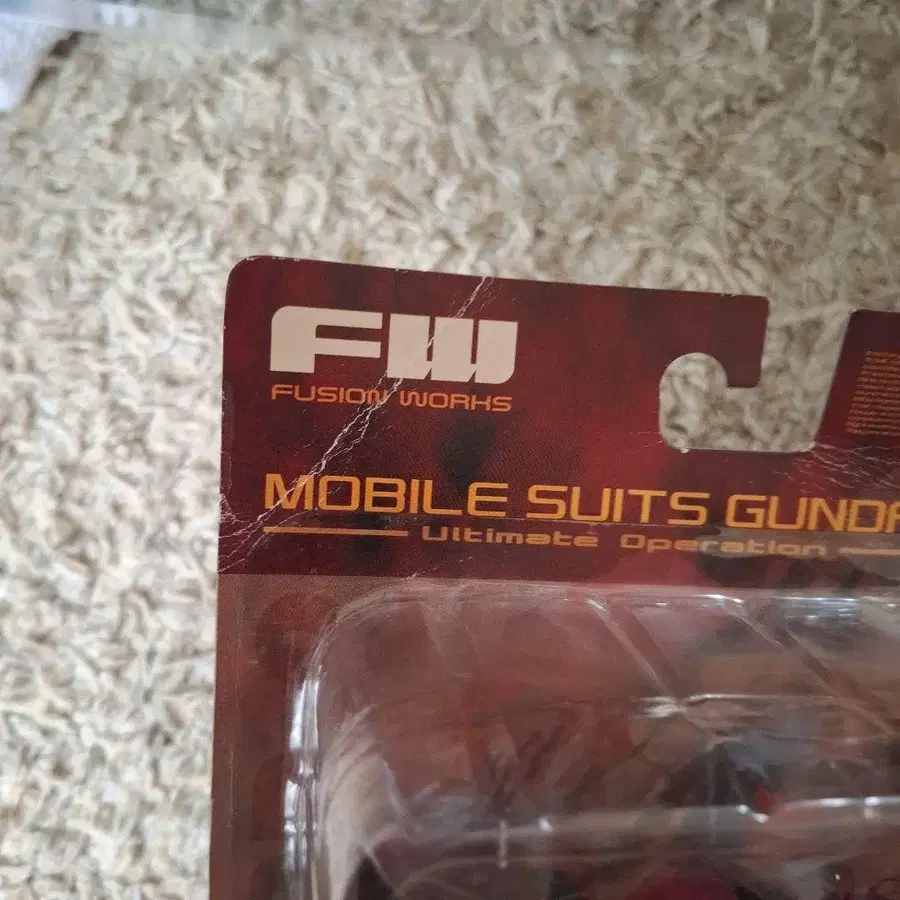 FW
FUSION WORKS
MOBILE SUITS GUNDA
Ultimate Operation